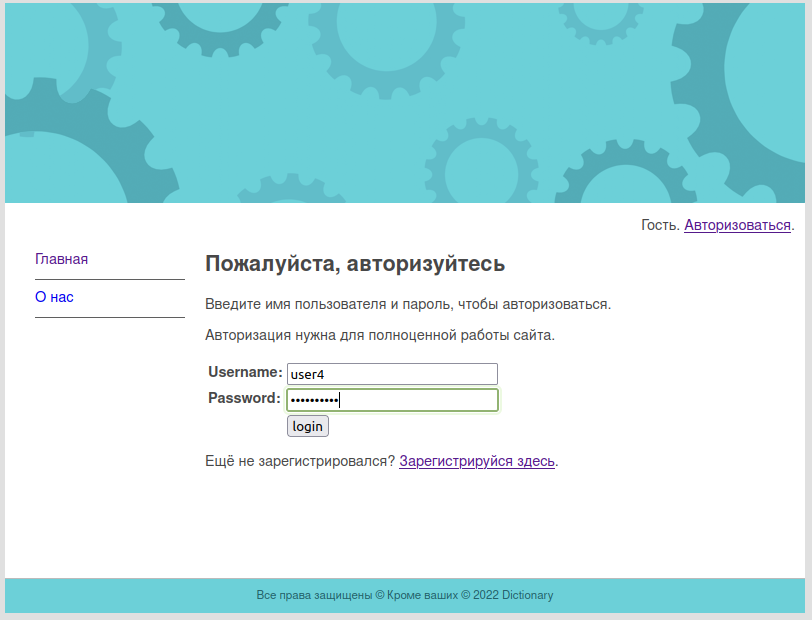 Гость. Авторизоваться.
Главная
О нас
Пожалуйста, авторизуйтесь
Введите имя пользователя и пароль, чтобы авторизоваться.
Авторизация нужна для полноценной работы сайта.
Username: user4
Password: ••••••••••
login
Ещё не зарегистрировался? Зарегистрируйся здесь.
Все права защищены © Кроме ваших © 2022 Dictionary